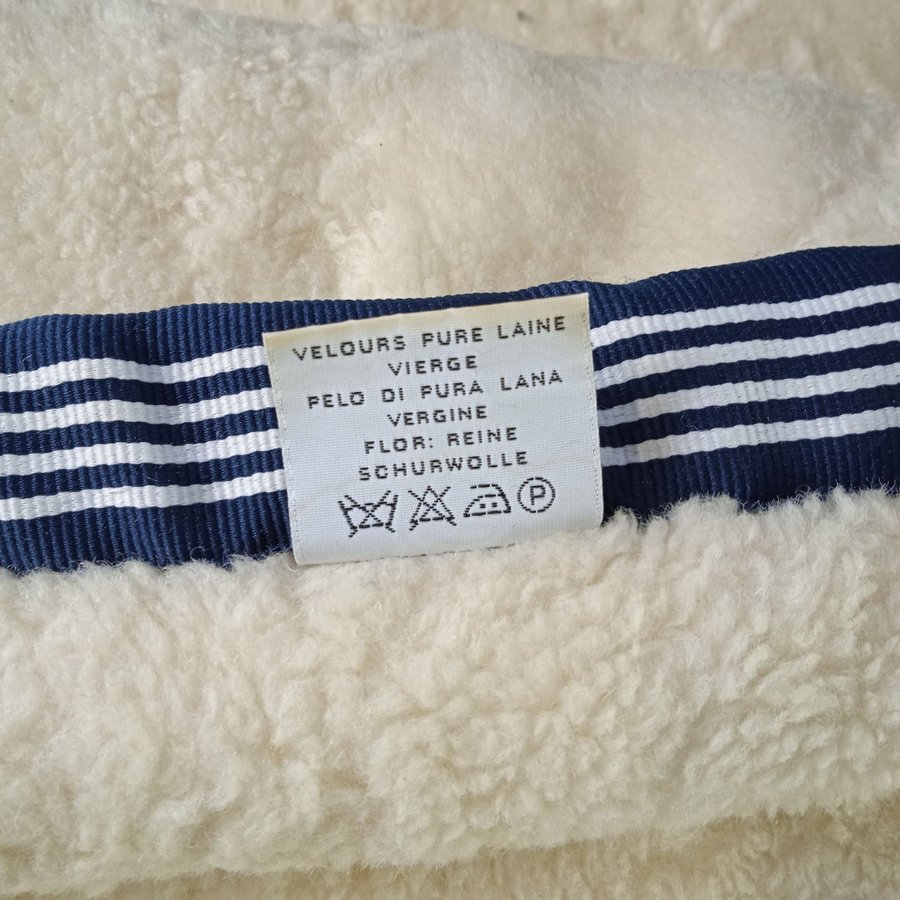 VELOURS PURE LAINE
VIERGE
PELO DI PURA LANA
VERGINE
FLOR: REINE
SCHURWOLLE
P